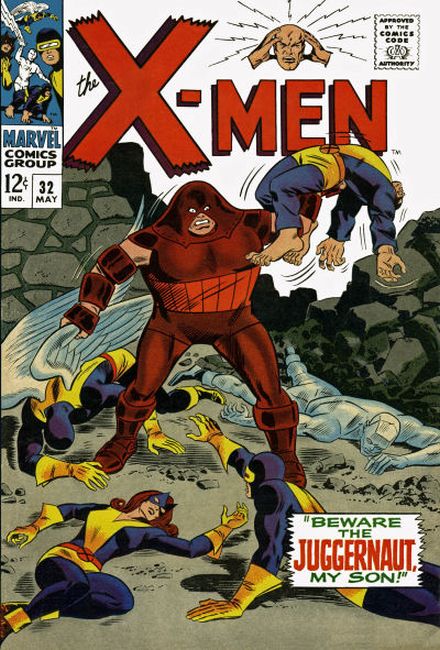 APPROVED
BY THE
COMICS
CODE
AUTHORITY
the
X-MEN
TM
MARVEL
COMICS
GROUP
12¢
IND.
32
MAY
"BEWARE
THE
JUGGERNAUT,
MY SON!"